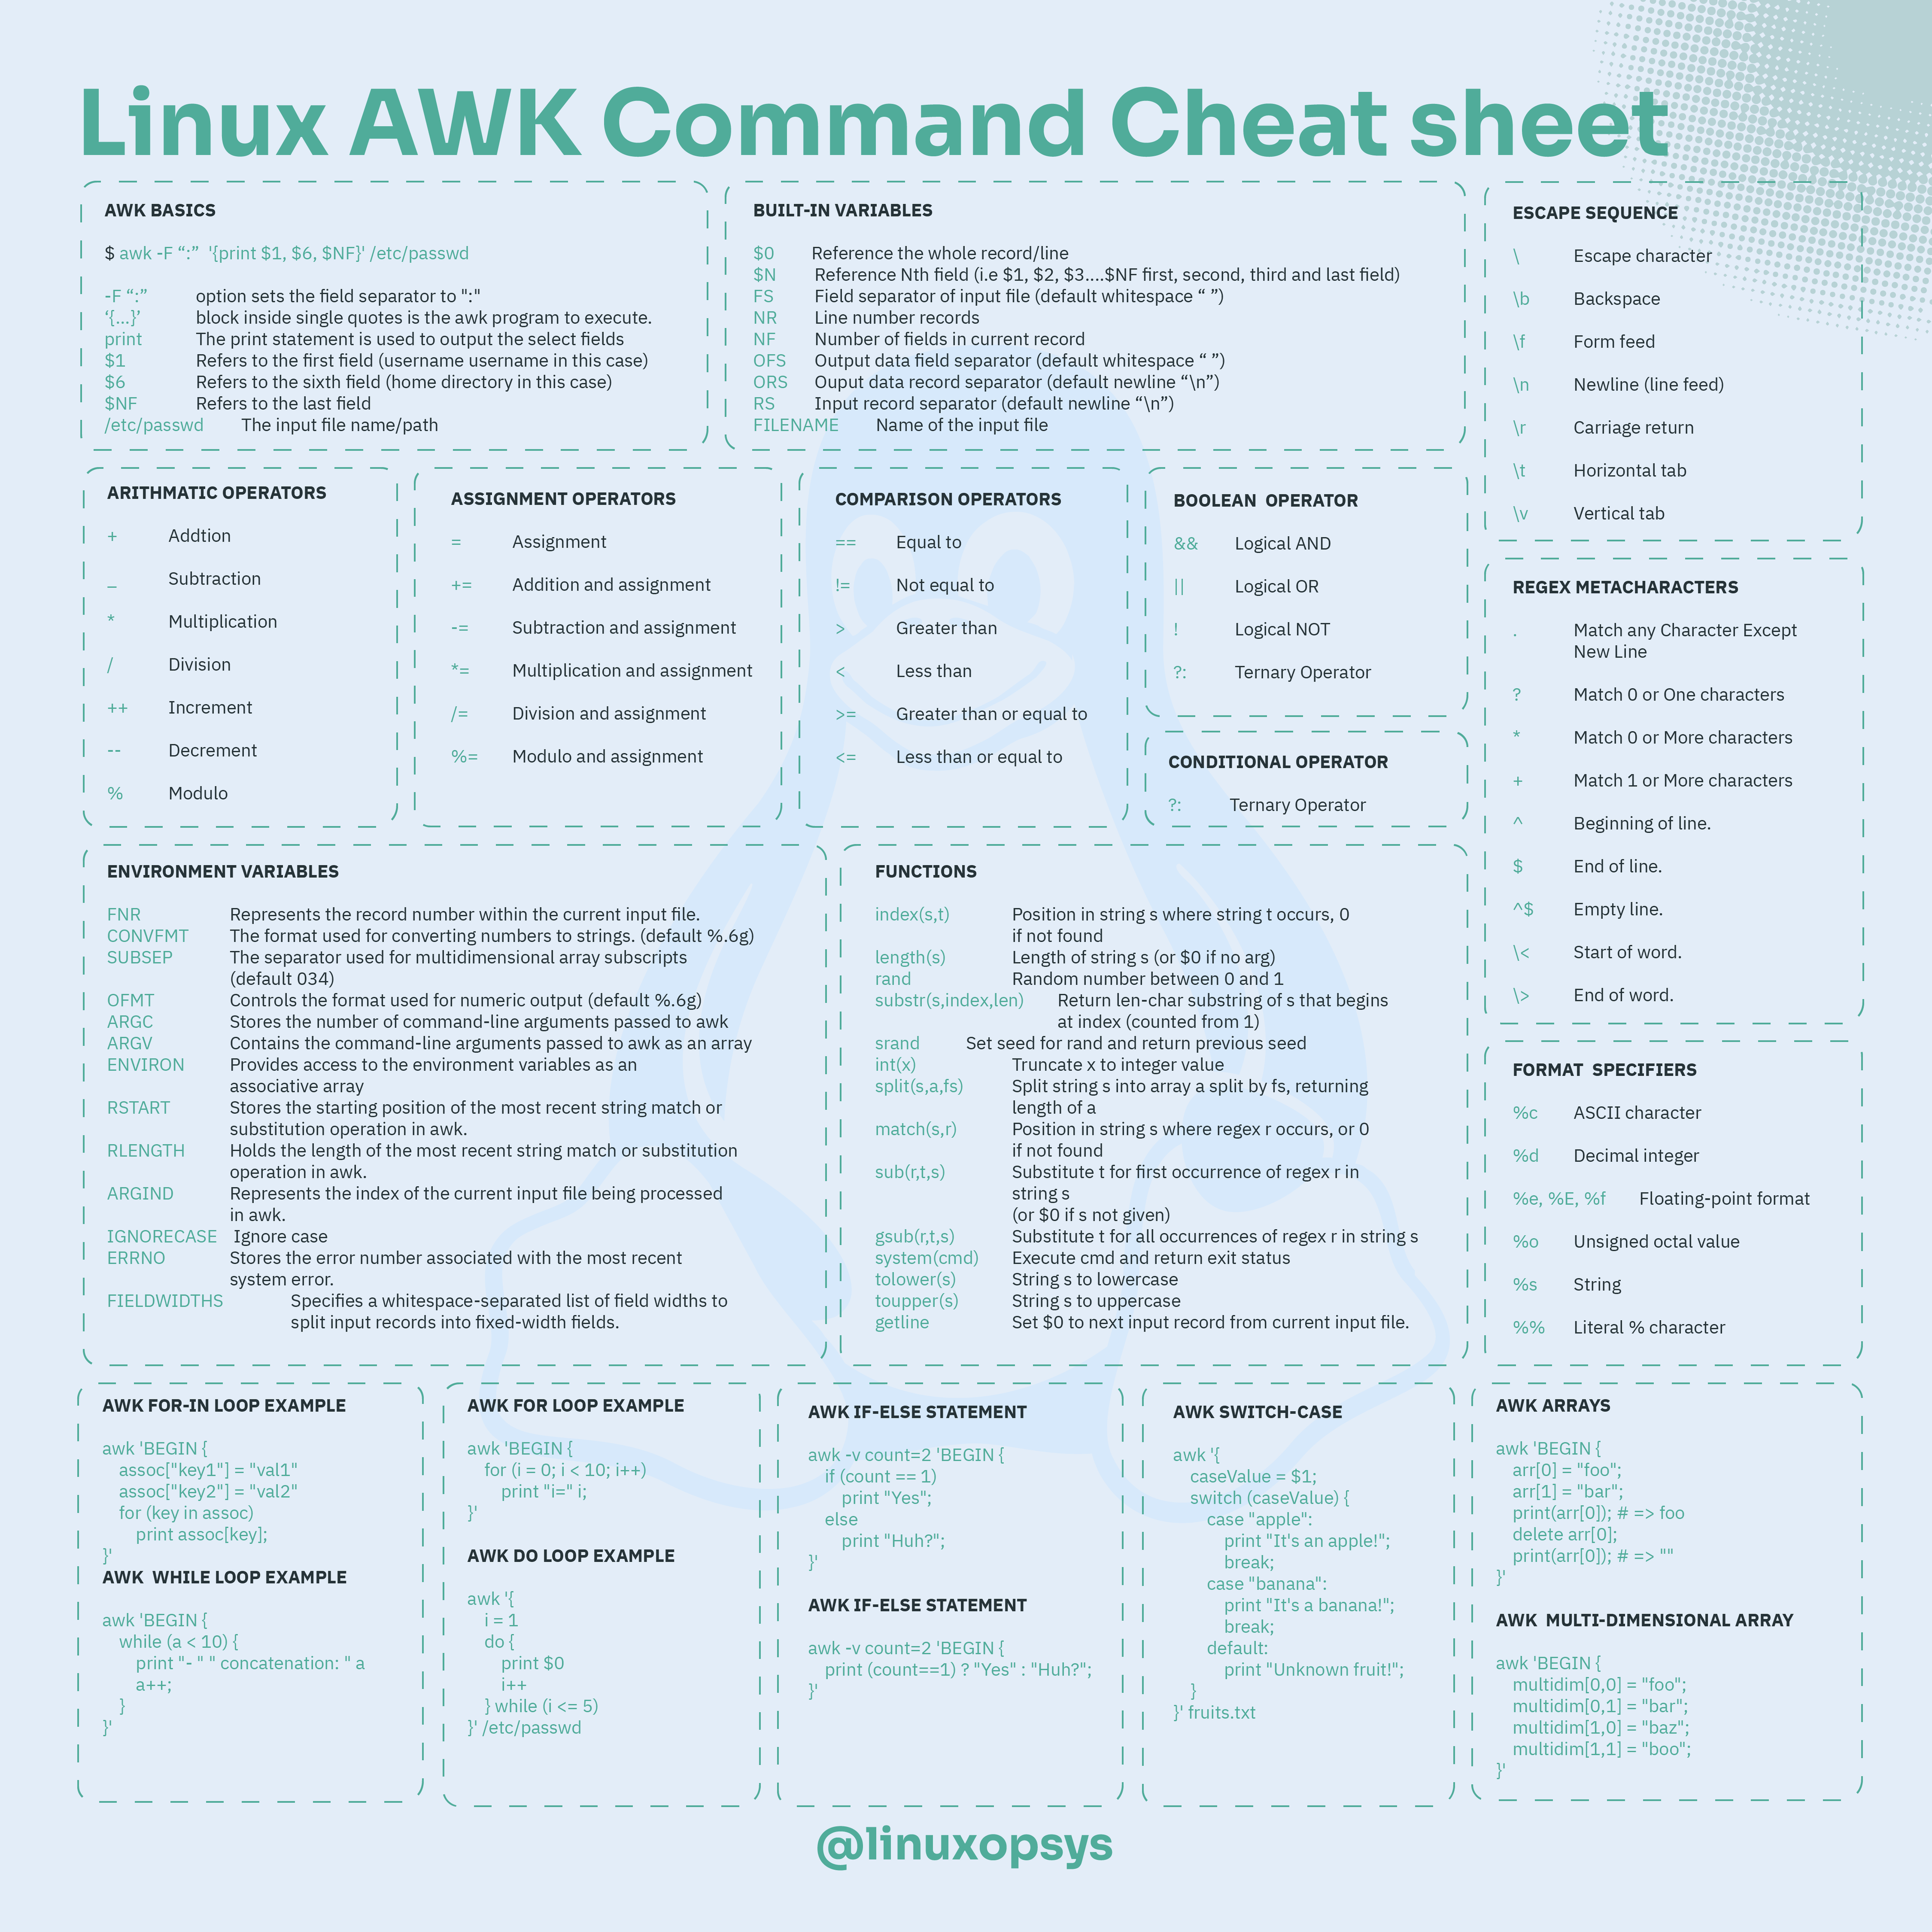 Linux AWK Command Cheat sheet
AWK BASICS
$ awk -F “:”  '{print $1, $6, $NF}' /etc/passwd
-F “:” option sets the field separator to ":"
‘{...}’ block inside single quotes is the awk program to execute.
print The print statement is used to output the select fields
$1 Refers to the first field (username username in this case)
$6 Refers to the sixth field (home directory in this case)
$NF Refers to the last field
/etc/passwd The input file name/path
BUILT-IN VARIABLES
$0 Reference the whole record/line
$N Reference Nth field (i.e $1, $2, $3....$NF first, second, third and last field)
FS Field separator of input file (default whitespace “ ”)
NR Line number records
NF Number of fields in current record
OFS Output data field separator (default whitespace “ ”)
ORS Ouput data record separator (default newline “\n”)
RS Input record separator (default newline “\n”)
FILENAME Name of the input file
ESCAPE SEQUENCE
\ Escape character
\b Backspace
\f Form feed
\n Newline (line feed)
\r Carriage return
\t Horizontal tab
\v Vertical tab
ARITHMATIC OPERATORS
+ Addtion
_ Subtraction
* Multiplication
/ Division
++ Increment
-- Decrement
% Modulo
ASSIGNMENT OPERATORS
= Assignment
+= Addition and assignment
-= Subtraction and assignment
*= Multiplication and assignment
/= Division and assignment
%= Modulo and assignment
COMPARISON OPERATORS
== Equal to
!= Not equal to
> Greater than
< Less than
>= Greater than or equal to
<= Less than or equal to
BOOLEAN  OPERATOR
&& Logical AND
|| Logical OR
! Logical NOT
?: Ternary Operator
CONDITIONAL OPERATOR
?: Ternary Operator
REGEX METACHARACTERS
. Match any Character Except
New Line
? Match 0 or One characters
* Match 0 or More characters
+ Match 1 or More characters
^ Beginning of line.
$ End of line.
^$ Empty line.
\< Start of word.
\> End of word.
ENVIRONMENT VARIABLES
FNR Represents the record number within the current input file.
CONVFMT The format used for converting numbers to strings. (default %.6g)
SUBSEP The separator used for multidimensional array subscripts
(default 034)
OFMT Controls the format used for numeric output (default %.6g)
ARGC Stores the number of command-line arguments passed to awk
ARGV Contains the command-line arguments passed to awk as an array
ENVIRON Provides access to the environment variables as an
associative array
RSTART Stores the starting position of the most recent string match or
substitution operation in awk.
RLENGTH Holds the length of the most recent string match or substitution
operation in awk.
ARGIND Represents the index of the current input file being processed
in awk.
IGNORECASE Ignore case
ERRNO Stores the error number associated with the most recent
system error.
FIELDWIDTHS Specifies a whitespace-separated list of field widths to
split input records into fixed-width fields.
FUNCTIONS
index(s,t) Position in string s where string t occurs, 0
if not found
length(s) Length of string s (or $0 if no arg)
rand Random number between 0 and 1
substr(s,index,len) Return len-char substring of s that begins
at index (counted from 1)
srand Set seed for rand and return previous seed
int(x) Truncate x to integer value
split(s,a,fs) Split string s into array a split by fs, returning
length of a
match(s,r) Position in string s where regex r occurs, or 0
if not found
sub(r,t,s) Substitute t for first occurrence of regex r in
string s
(or $0 if s not given)
gsub(r,t,s) Substitute t for all occurrences of regex r in string s
system(cmd) Execute cmd and return exit status
tolower(s) String s to lowercase
toupper(s) String s to uppercase
getline Set $0 to next input record from current input file.
FORMAT  SPECIFIERS
%c ASCII character
%d Decimal integer
%e, %E, %f Floating-point format
%o Unsigned octal value
%s String
%% Literal % character
AWK FOR-IN LOOP EXAMPLE
awk 'BEGIN {
assoc["key1"] = "val1"
assoc["key2"] = "val2"
for (key in assoc)
print assoc[key];
}'
AWK  WHILE LOOP EXAMPLE
awk 'BEGIN {
while (a < 10) {
print "- " " concatenation: " a
a++;
}
}'
AWK FOR LOOP EXAMPLE
awk 'BEGIN {
for (i = 0; i < 10; i++)
print "i=" i;
}'
AWK DO LOOP EXAMPLE
awk '{
i = 1
do {
print $0
i++
} while (i <= 5)
}' /etc/passwd
AWK IF-ELSE STATEMENT
awk -v count=2 'BEGIN {
if (count == 1)
print "Yes";
else
print "Huh?";
}'
AWK IF-ELSE STATEMENT
awk -v count=2 'BEGIN {
print (count==1) ? "Yes" : "Huh?";
}'
AWK SWITCH-CASE
awk '{
caseValue = $1;
switch (caseValue) {
case "apple":
print "It's an apple!";
break;
case "banana":
print "It's a banana!";
break;
default:
print "Unknown fruit!";
}
}' fruits.txt
AWK ARRAYS
awk 'BEGIN {
arr[0] = "foo";
arr[1] = "bar";
print(arr[0]); # => foo
delete arr[0];
print(arr[0]); # => ""
}'
AWK  MULTI-DIMENSIONAL ARRAY
awk 'BEGIN {
multidim[0,0] = "foo";
multidim[0,1] = "bar";
multidim[1,0] = "baz";
multidim[1,1] = "boo";
}'
@linuxopsys